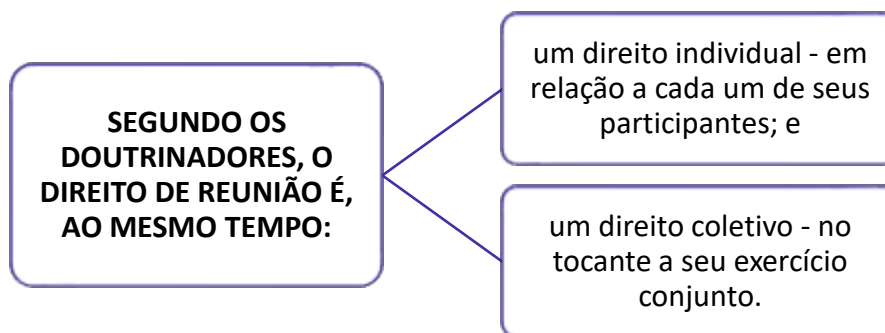 SEGUNDO OS
DOUTRINADORES, O
DIREITO DE REUNIÃO É,
AO MESMO TEMPO:
um direito individual - em
relação a cada um de seus
participantes; e
um direito coletivo - no
tocante a seu exercício
conjunto.